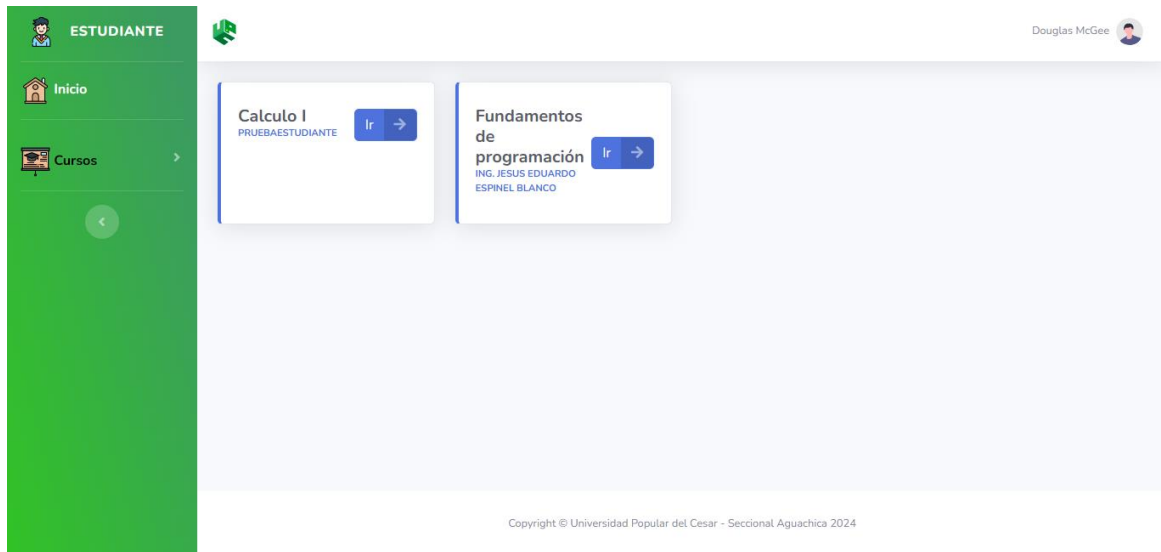 ESTUDIANTE
Douglas McGee
Inicio
Cursos
Calculo I
PRUEBAESTUDIANTE
Ir
Fundamentos
de
programación
ING. JESUS EDUARDO
ESPINEL BLANCO
Ir
Copyright © Universidad Popular del Cesar - Seccional Aguachica 2024